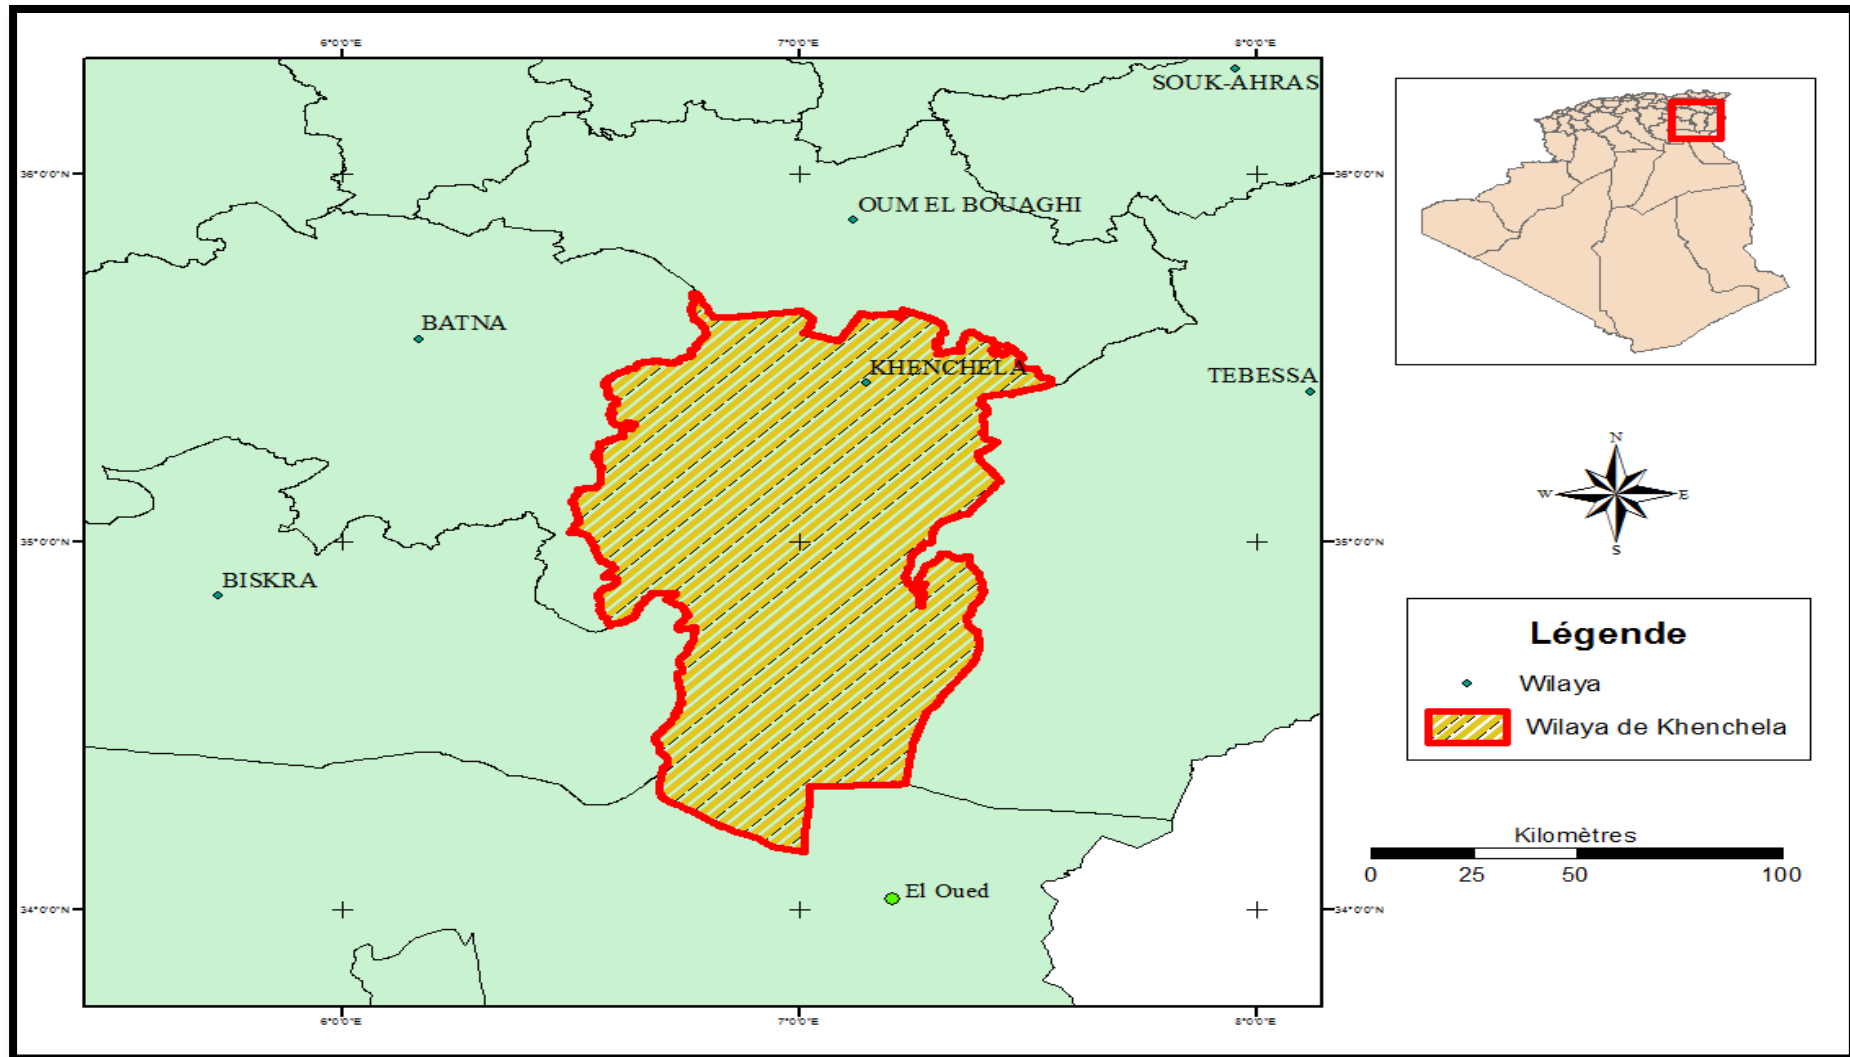 6°0'0"E 7°0'0"E 8°0'0"E
SOUK-AHRAS
36°0'0"N 36°0'0"N
OUM EL BOUAGHI
BATNA
KHENCHELA
TEBESSA
35°0'0"N 35°0'0"N
BISKRA
El Oued
34°0'0"N 34°0'0"N
6°0'0"E 7°0'0"E 8°0'0"E
N
W E
S
Légende
Wilaya
Wilaya de Khenchela
Kilomètres
0 25 50 100